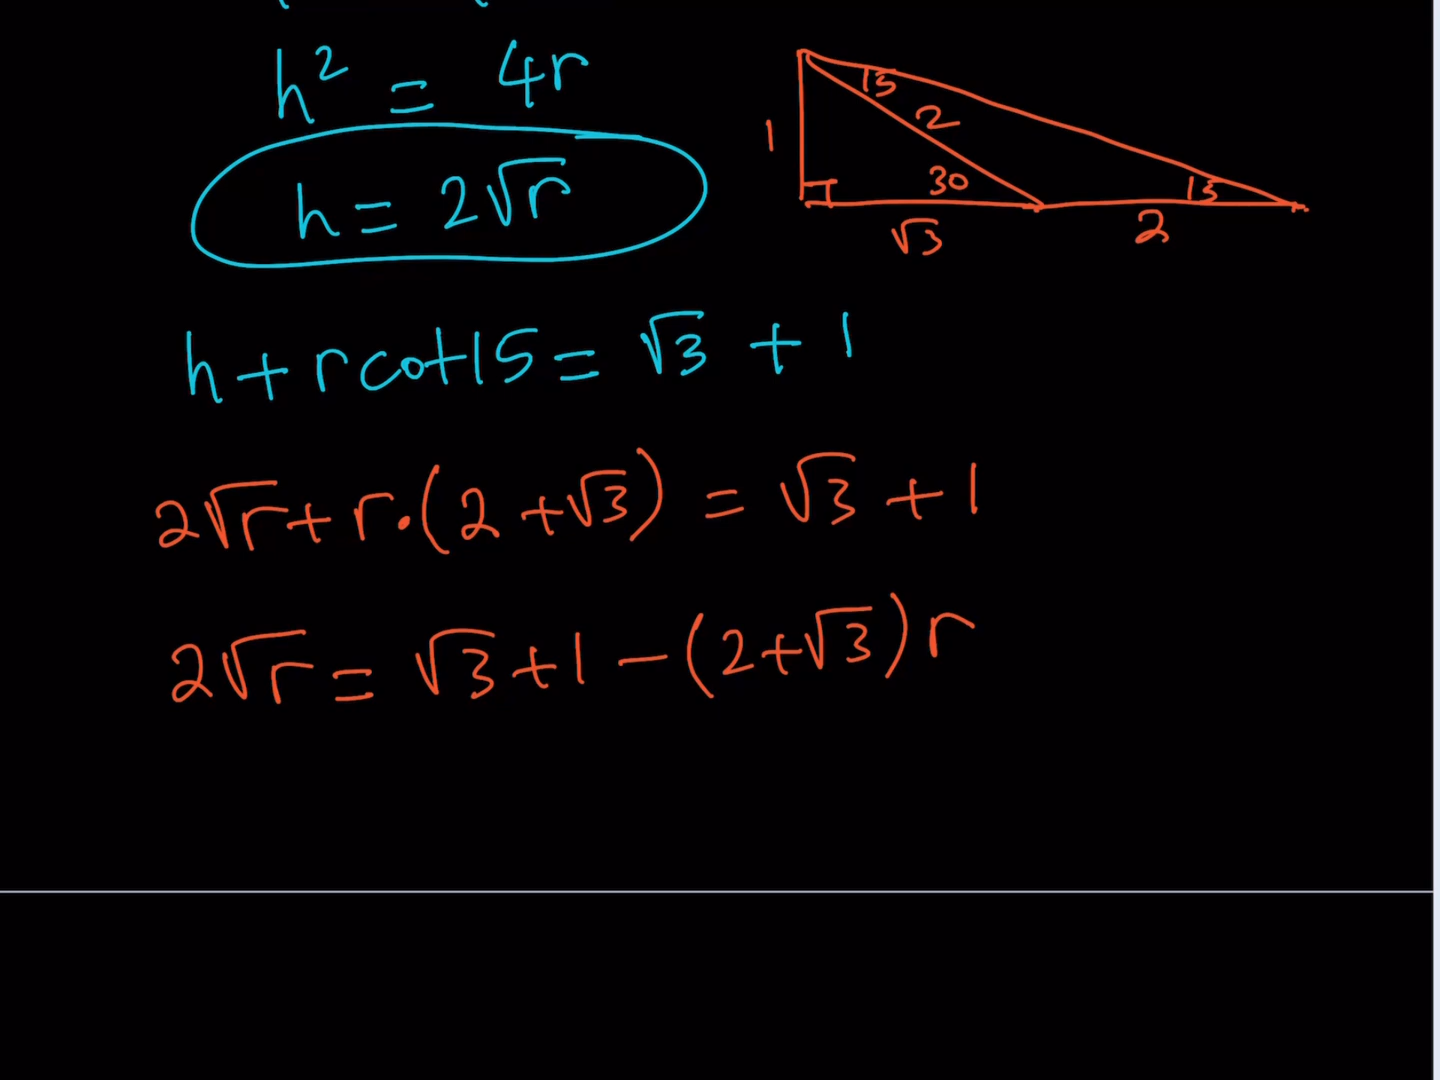 h² = 4r
h = 2√r
1
15
2
30
15
√3
2
h + r cot 15 = √3 + 1
2√r + r·(2 + √3) = √3 + 1
2√r = √3 + 1 − (2 + √3) r